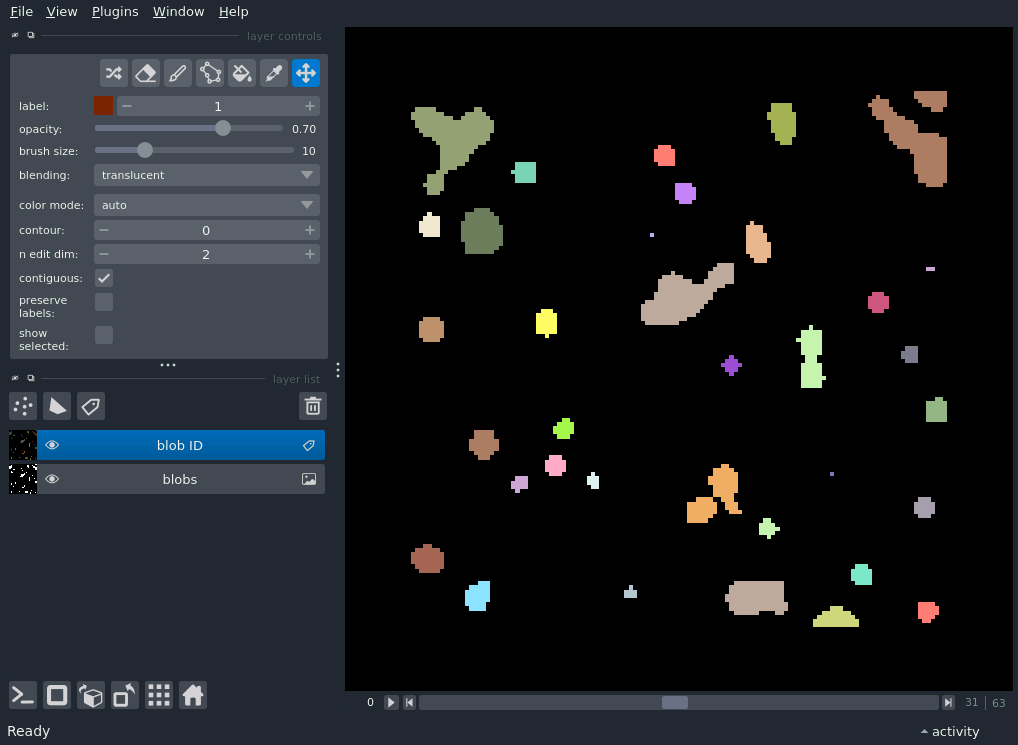 File View Plugins Window Help
layer controls
label: 1
opacity: 0.70
brush size: 10
blending: translucent
color mode: auto
contour: 0
n edit dim: 2
contiguous:
preserve
labels:
show
selected:
layer list
blob ID
blobs
0 31 63
Ready activity